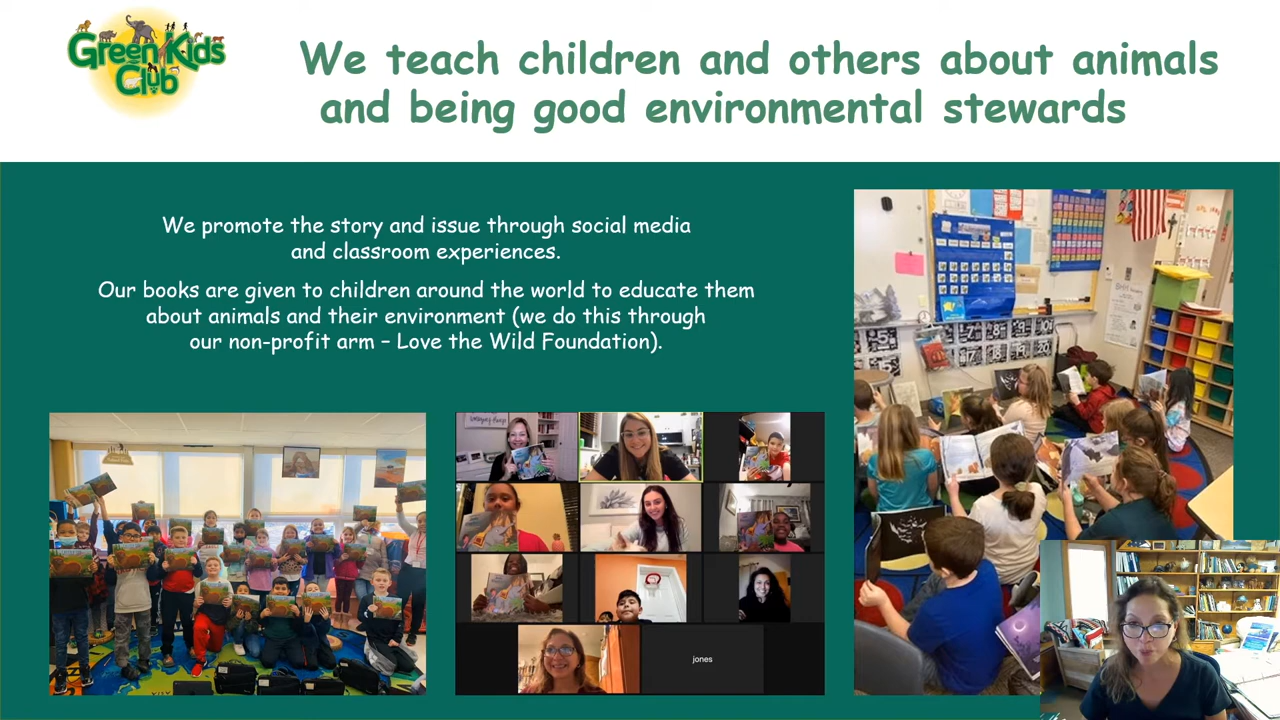 Green Kids
Club
We teach children and others about animals
and being good environmental stewards
We promote the story and issue through social media
and classroom experiences.
Our books are given to children around the world to educate them
about animals and their environment (we do this through
our non-profit arm – Love the Wild Foundation).
jones